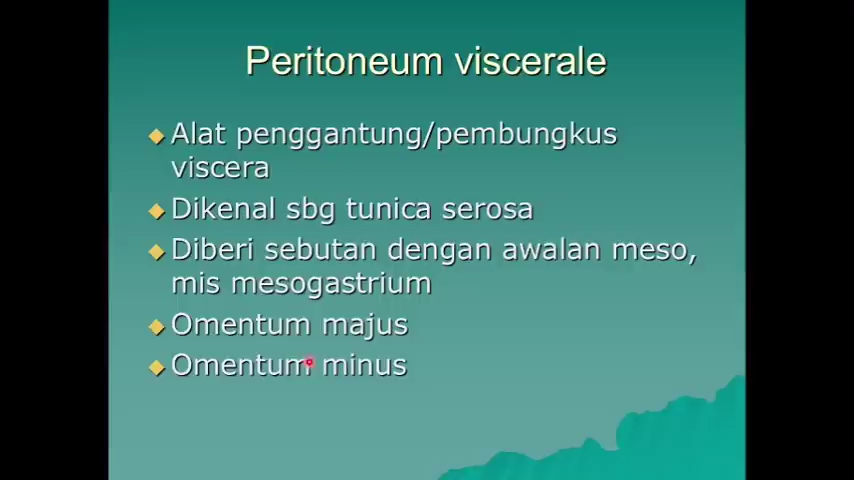 Peritoneum viscerale
Alat penggantung/pembungkus
viscera
Dikenal sbg tunica serosa
Diberi sebutan dengan awalan meso,
mis mesogastrium
Omentum majus
Omentum minus